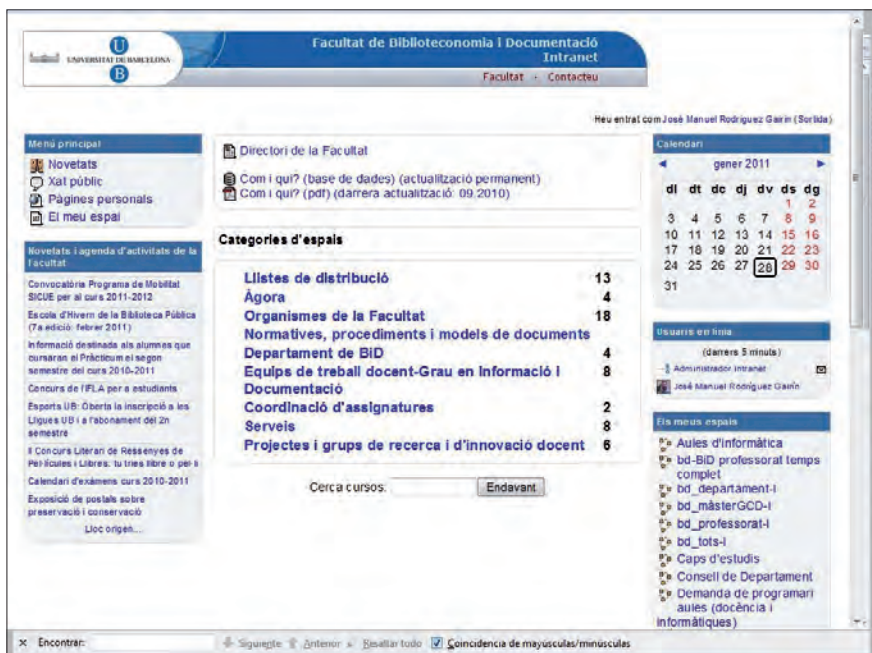 UNIVERSITAT DE BARCELONA
U
B
Facultat de Biblioteconomia i Documentació
Intranet
Facultat · Contacteu
Heu entrat com José Manuel Rodríguez Gairín (Sortida)
Menú principal
Novetats
Xat públic
Pàgines personals
El meu espai
Novetats i agenda d'activitats de la
Facultat
Convocatòria Programa de Mobilitat
SICUE per al curs 2011-2012
Escola d'Hivern de la Biblioteca Pública
(7a edició: febrer 2011)
Informació destinada als alumnes que
cursaran el Pràcticum el segon
semestre del curs 2010-2011
Concurs de l'IFLA per a estudiants
Esports UB: Oberta la inscripció a les
Lligues UB i a l'abonament del 2n
semestre
II Concurs Literari de Ressenyes de
Pel·lícules i Llibres: tu tries llibre o pel·li
Calendari d'exàmens curs 2010-2011
Exposició de postals sobre
preservació i conservació
Lloc origen...
Directori de la Facultat
Com i qui? (base de dades) (actualització permanent)
Com i qui? (pdf) (darrera actualització: 09.2010)
Categories d'espais
Llistes de distribució 13
Àgora 4
Organismes de la Facultat 18
Normatives, procediments i models de documents
Departament de BiD 4
Equips de treball docent-Grau en Informació i 8
Documentació
Coordinació d'assignatures 2
Serveis 8
Projectes i grups de recerca i d'innovació docent 6
Cerca cursos: Endavant
Calendari
gener 2011
dl dt dc dj dv ds dg
1 2
3 4 5 6 7 8 9
10 11 12 13 14 15 16
17 18 19 20 21 22 23
24 25 26 27 28 29 30
31
Usuaris en línia
(darrers 5 minuts)
Administrador Intranet
José Manuel Rodríguez Gairín
Els meus espais
Aules d'informàtica
bd-BiD professorat temps
complet
bd_departament-l
bd_màsterGCD-l
bd_professorat-l
bd_tots-l
Caps d'estudis
Consell de Departament
Demanda de programari
aules (docència i
informàtiques)
× Encontrar: Siguiente Anterior Resaltar todo Coincidencia de mayúsculas/minúsculas